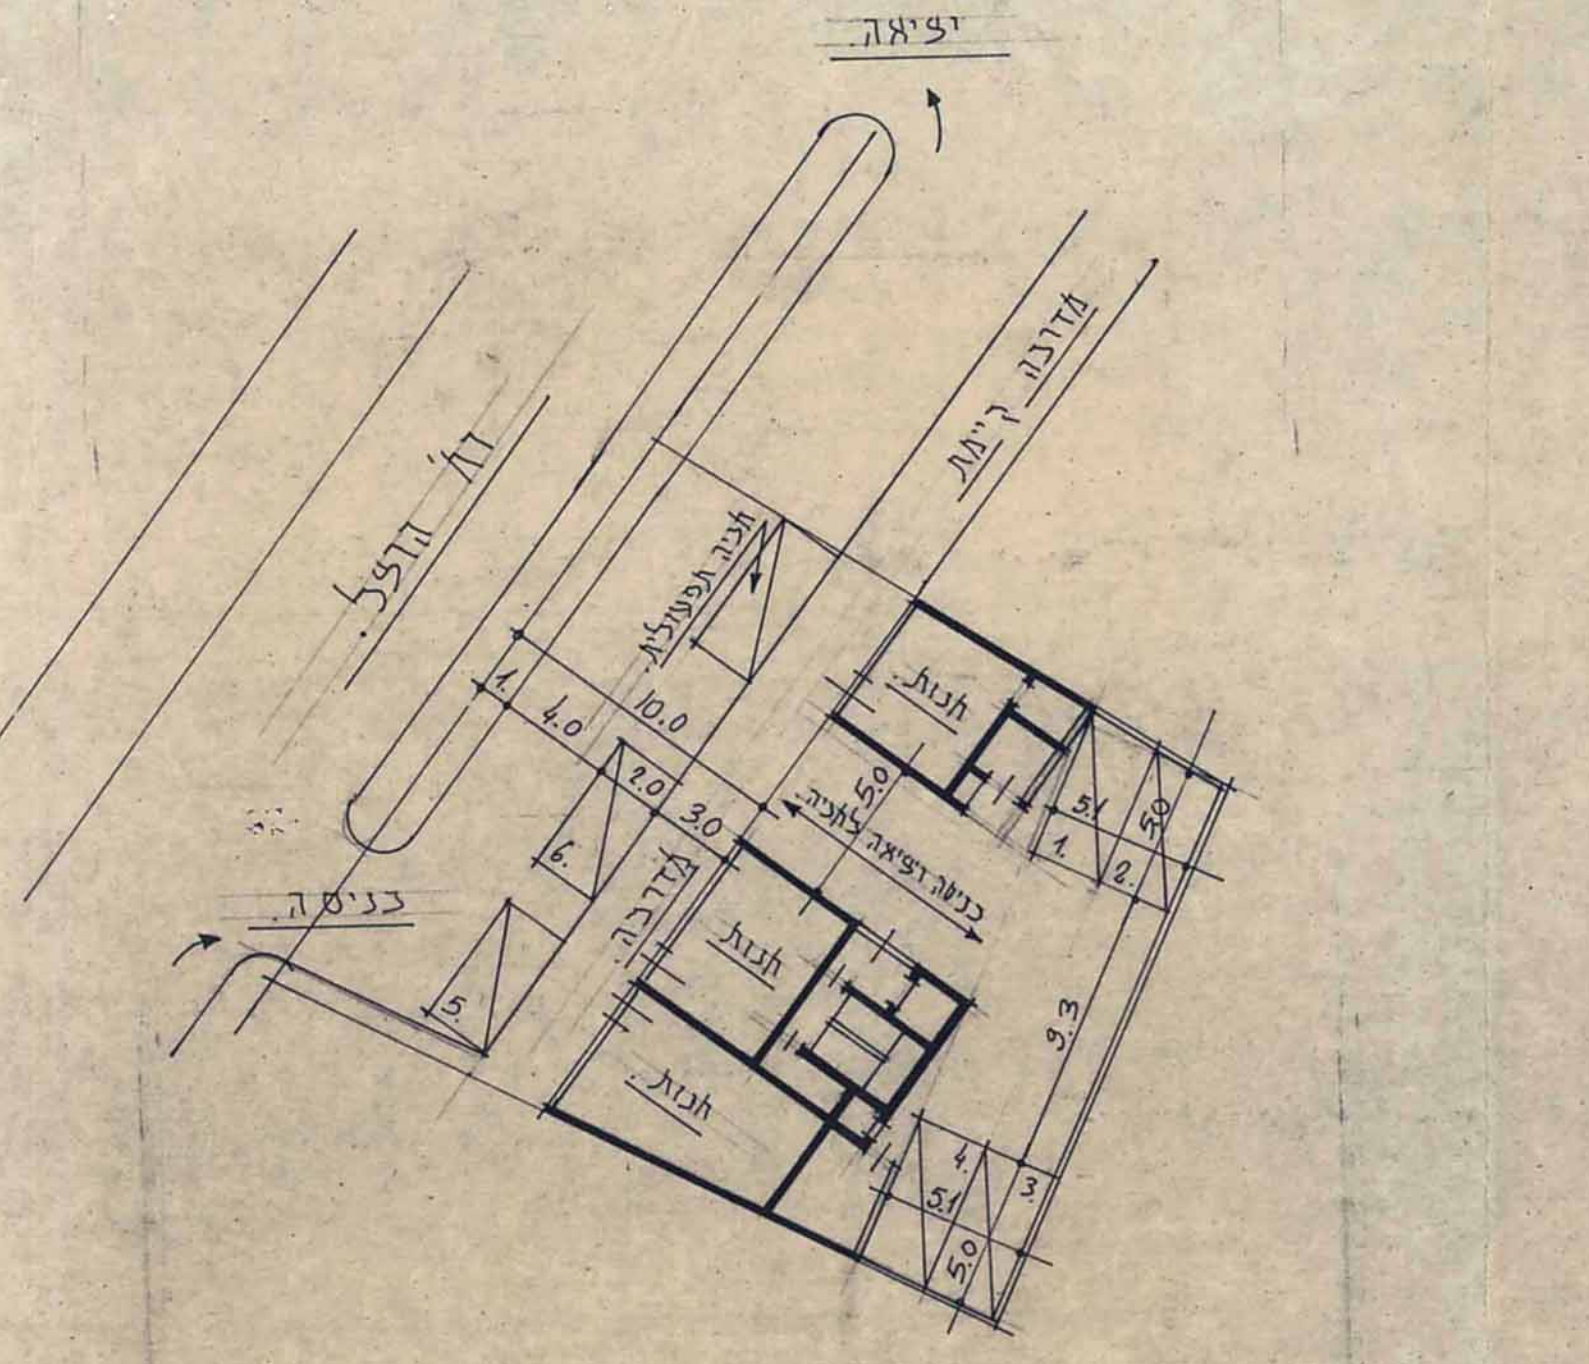 יציאה.
מדרכה קיימת
רח' הרצל.
חניה תפעולית.
חנות.
1.
10.0
4.0
2.0
3.0
5.0
כניסה ויציאה לחניה.
5.1
5.0
1.
2.
6.
מדרכה.
כניסה.
5.
חנות.
9.3
חנות.
4.
3.
5.1
5.0